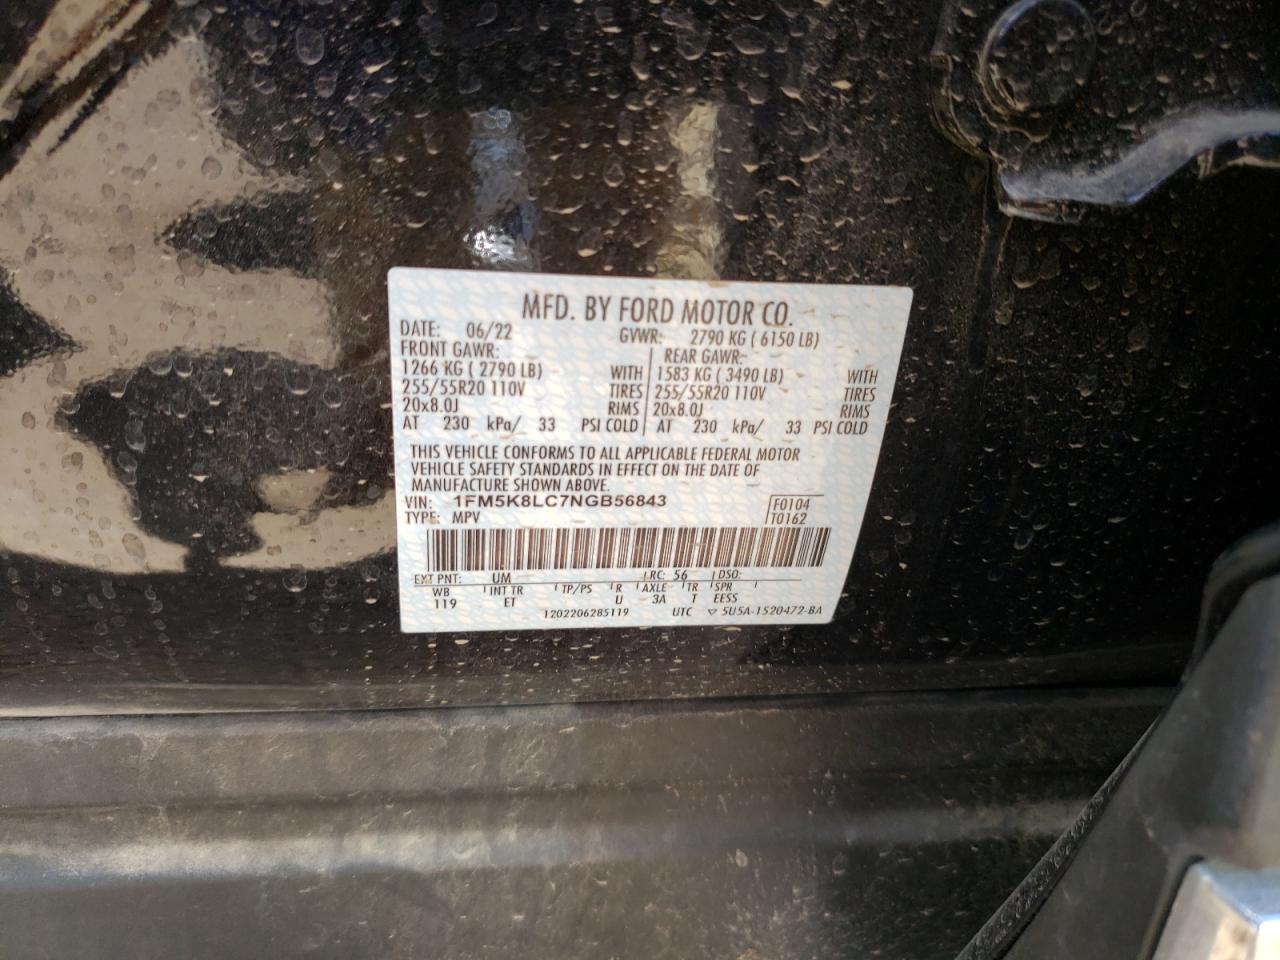 MFD. BY FORD MOTOR CO.
DATE: 06/22 GVWR: 2790 KG ( 6150 LB)
FRONT GAWR: REAR GAWR:
1266 KG ( 2790 LB) WITH 1583 KG ( 3490 LB) WITH
255/55R20 110V TIRES 255/55R20 110V TIRES
20x8.0J RIMS 20x8.0J RIMS
AT 230 kPa/ 33 PSI COLD AT 230 kPa/ 33 PSI COLD
THIS VEHICLE CONFORMS TO ALL APPLICABLE FEDERAL MOTOR
VEHICLE SAFETY STANDARDS IN EFFECT ON THE DATE OF
MANUFACTURE SHOWN ABOVE.
VIN: 1FM5K8LC7NGB56843 F0104
TYPE: MPV T0162
EXT PNT: UM RC: 56 DSO:
WB INT TR TP/PS R AXLE TR SPR
119 ET U 3A T EESS
1202206285119 UTC ▽ 5U5A-1520472-BA